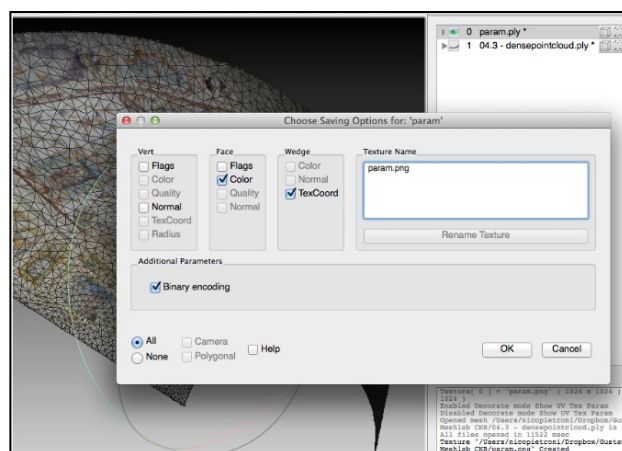 0 param.ply *
1 04.3 - densepointcloud.ply *
Choose Saving Options for: 'param'
Vert
Flags
Color
Quality
Normal
TexCoord
Radius
Face
Flags
Color
Quality
Normal
Wedge
Color
Normal
TexCoord
Texture Name
param.png
Rename Texture
Additional Parameters
Binary encoding
All
None
Camera
Polygonal
Help
OK
Cancel
Texture[ 0 ] = 'param.png' ( 1024 x 1024 )
1024 )
Enabled Decorate mode Show UV Tex Param
Disabled Decorate mode Show UV Tex Param
Opened mesh /Users/nicopietroni/Dropbox/Gu
Meshlab CNR/04.3 - densepointcloud.ply in
All files opened in 11522 msec
Texture "/Users/nicopietroni/Dropbox/Gusta
Meshlab CNR/param.png" Created